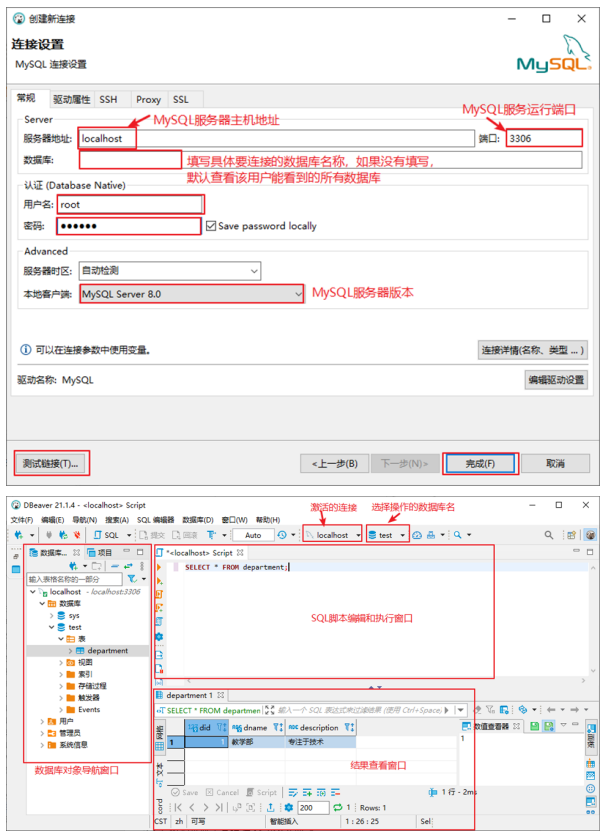 创建新连接
连接设置
MySQL 连接设置
MySQL
常规 驱动属性 SSH Proxy SSL
MySQL服务运行端口
Server
MySQL服务器主机地址
服务器地址: localhost 端口: 3306
数据库:
填写具体要连接的数据库名称，如果没有填写，
默认查看该用户能看到的所有数据库
认证 (Database Native)
用户名: root
密码: ●●●●●●
Save password locally
Advanced
服务器时区: 自动检测
本地客户端: MySQL Server 8.0
MySQL服务器版本
可以在连接参数中使用变量。
连接详情(名称、类型 ... )
驱动名称: MySQL
编辑驱动设置
测试链接(T)...
<上一步(B) 下一步(N)> 完成(F) 取消
DBeaver 21.1.4 - <localhost> Script
激活的连接 选择操作的数据库名
文件(F) 编辑(E) 导航(N) 搜索(A) SQL 编辑器 数据库(D) 窗口(W) 帮助(H)
SQL 提交 回滚 Auto localhost test
数据库... 项目
*<localhost> Script
输入表格名称的一部分
SELECT * FROM department;
localhost - localhost:3306
数据库
sys
test
表
department
视图
索引
存储过程
触发器
Events
用户
管理员
系统信息
SQL脚本编辑和执行窗口
数据库对象导航窗口
department 1
SELECT * FROM departmen
输入一个 SQL 表达式来过滤结果 (使用 Ctrl+Space)
网格
did dname description
1 1 教学部 专注于技术
数值查看器
1
文本
结果查看窗口
Save Cancel Script
1 行 - 2ms
200 1 Rows: 1
CST zh 可写 智能插入 1 : 26 : 25 Sel